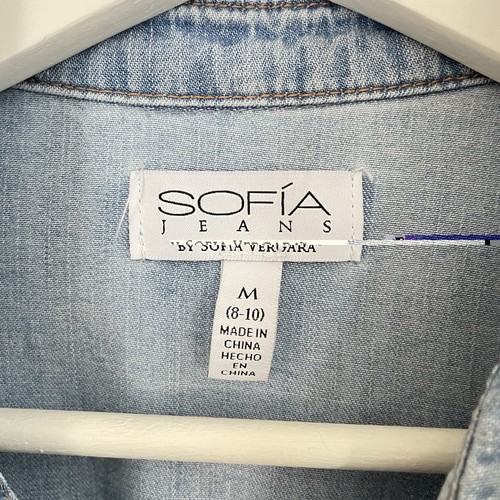 SOFÍA
JEANS
BY SOFIA VERGARA
M
(8-10)
MADE IN
CHINA
HECHO
EN
CHINA